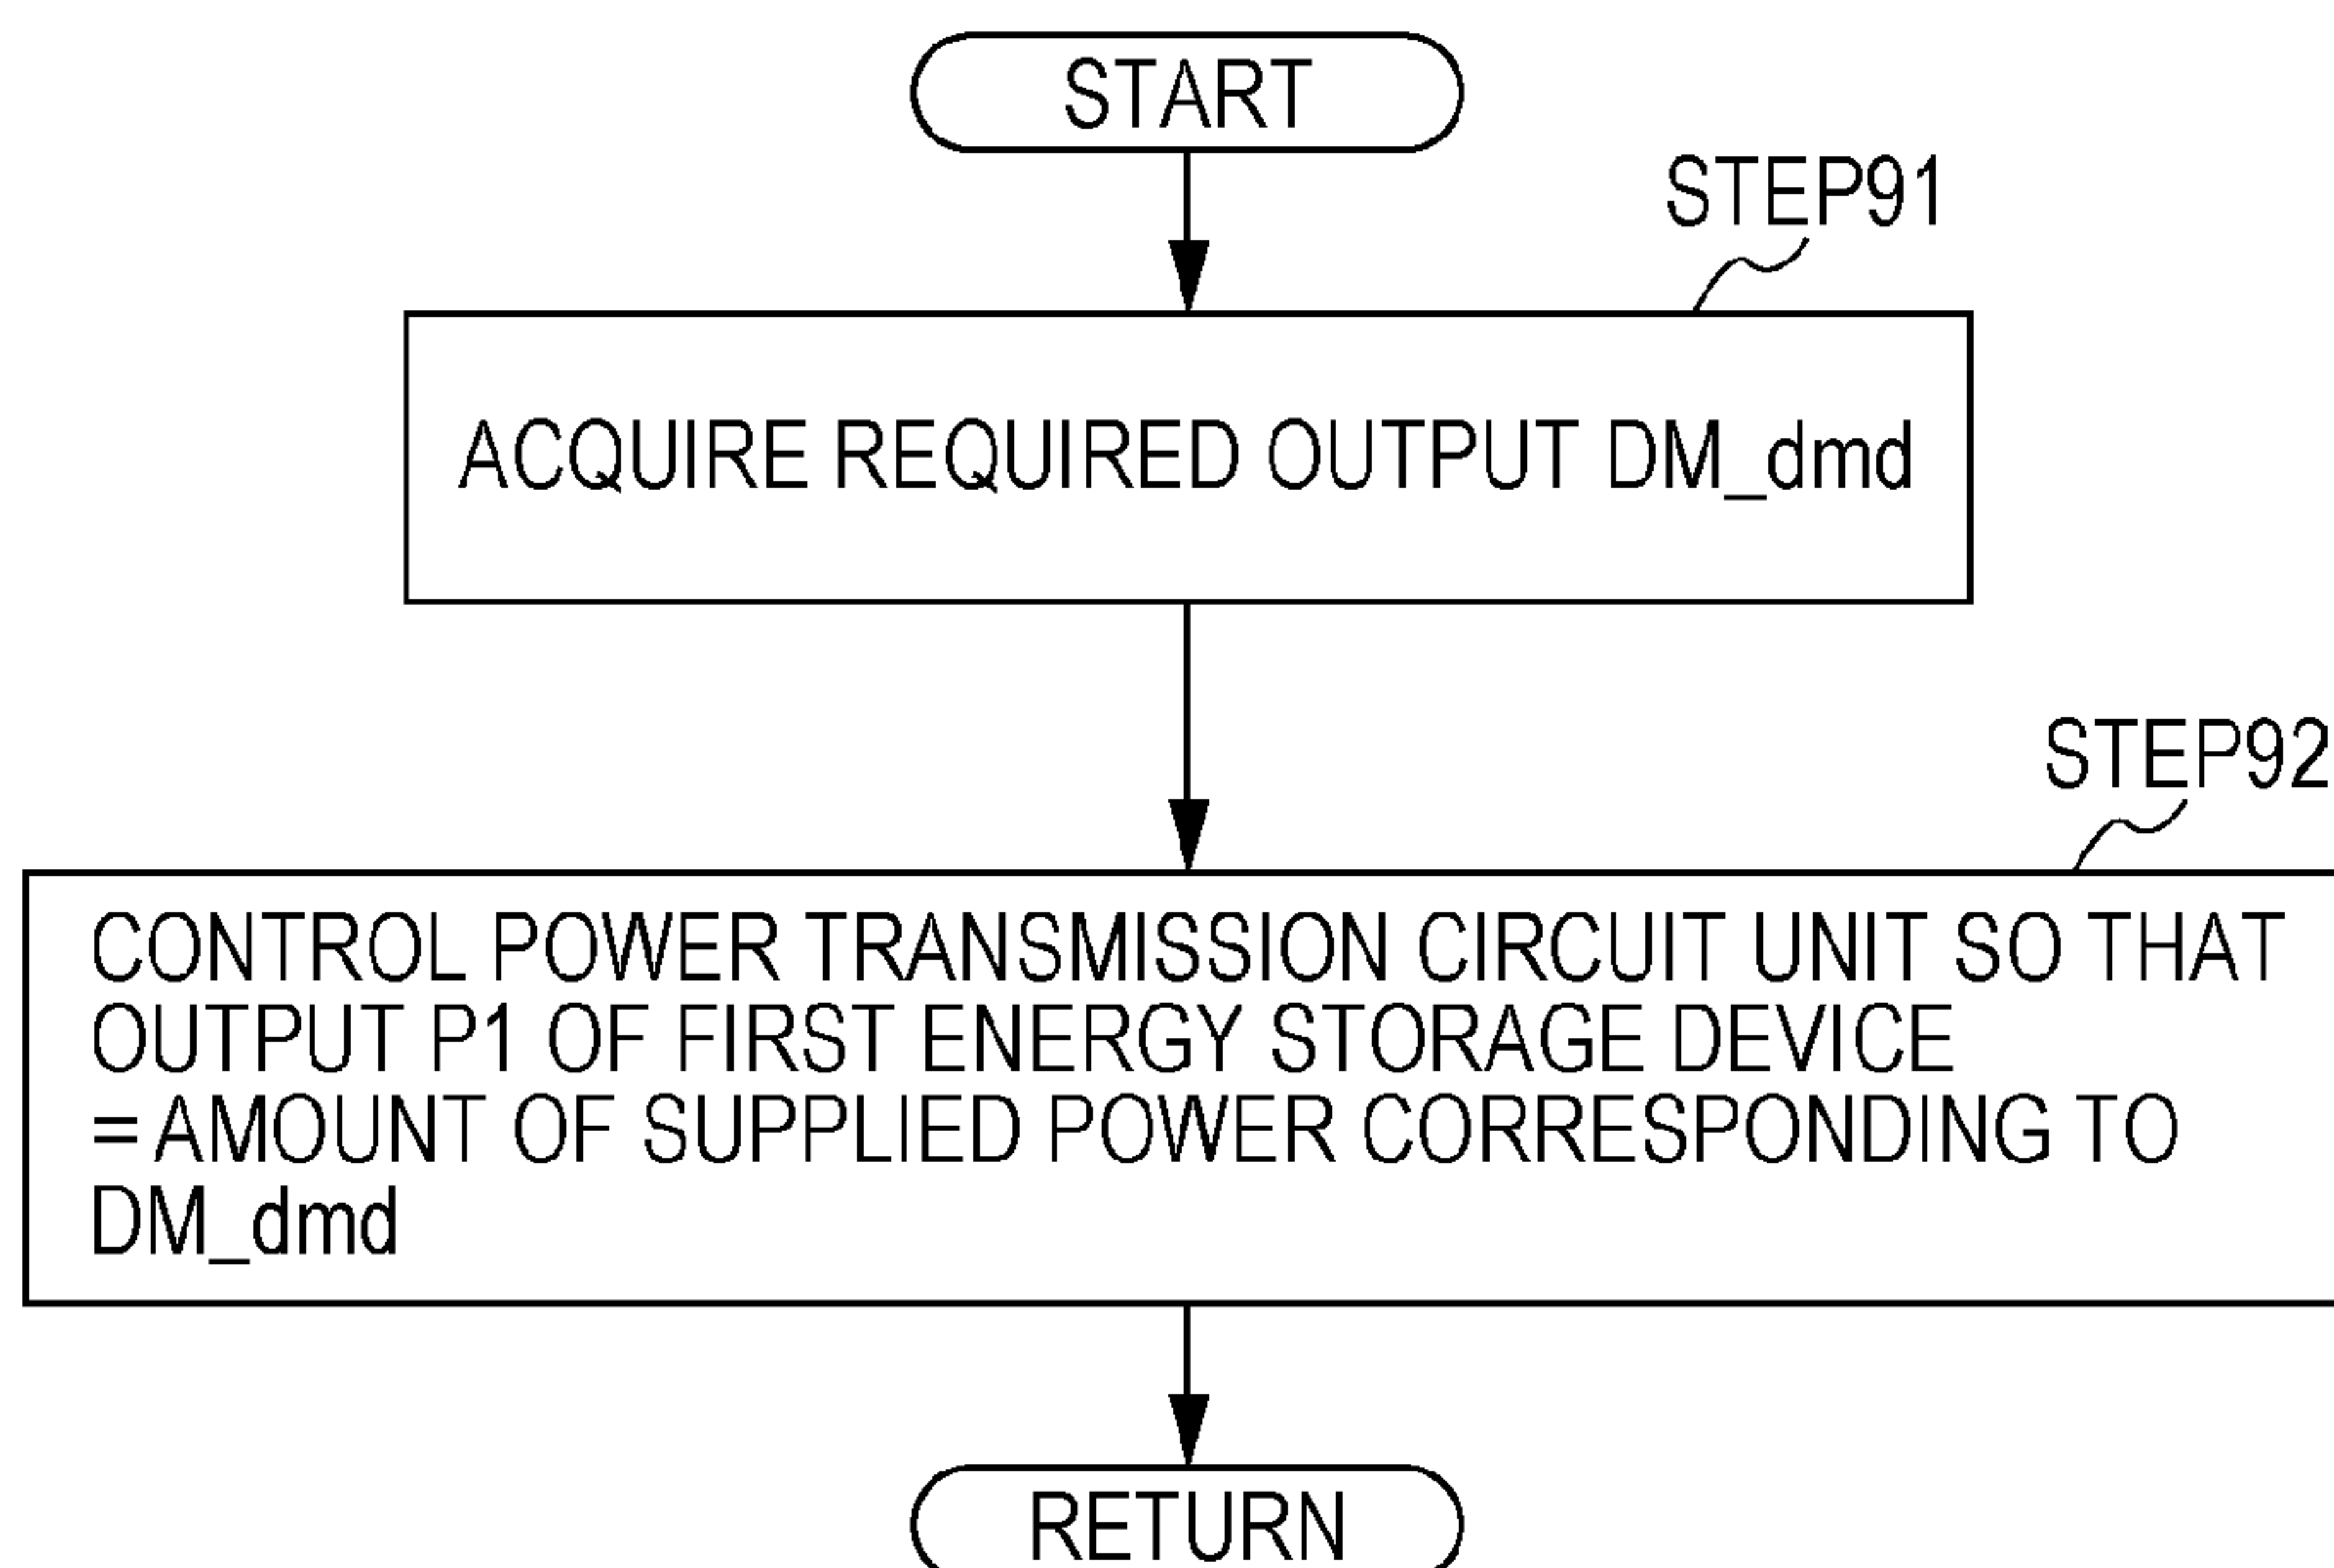 START
STEP91
ACQUIRE REQUIRED OUTPUT DM_dmd
STEP92
CONTROL POWER TRANSMISSION CIRCUIT UNIT SO THAT
OUTPUT P1 OF FIRST ENERGY STORAGE DEVICE
= AMOUNT OF SUPPLIED POWER CORRESPONDING TO
DM_dmd
RETURN